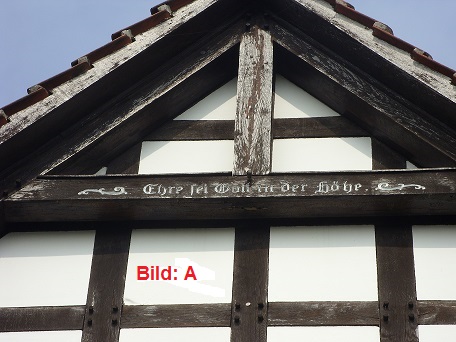 Ehre sei Gott in der Höhe.
Bild: A